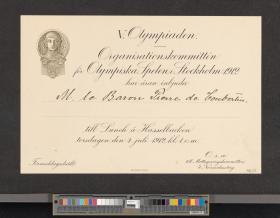 V. Olympiaden.
Organisationskommittén
för Olympiska Spelen i Stockholm 1912
har äran inbjuda
M. le Baron Pierre de Coubertin
till Lunch å Hasselbacken
torsdagen den 4 juli 1912 kl. 1 e.m.
O. s. a.
Förmiddagsdräkt